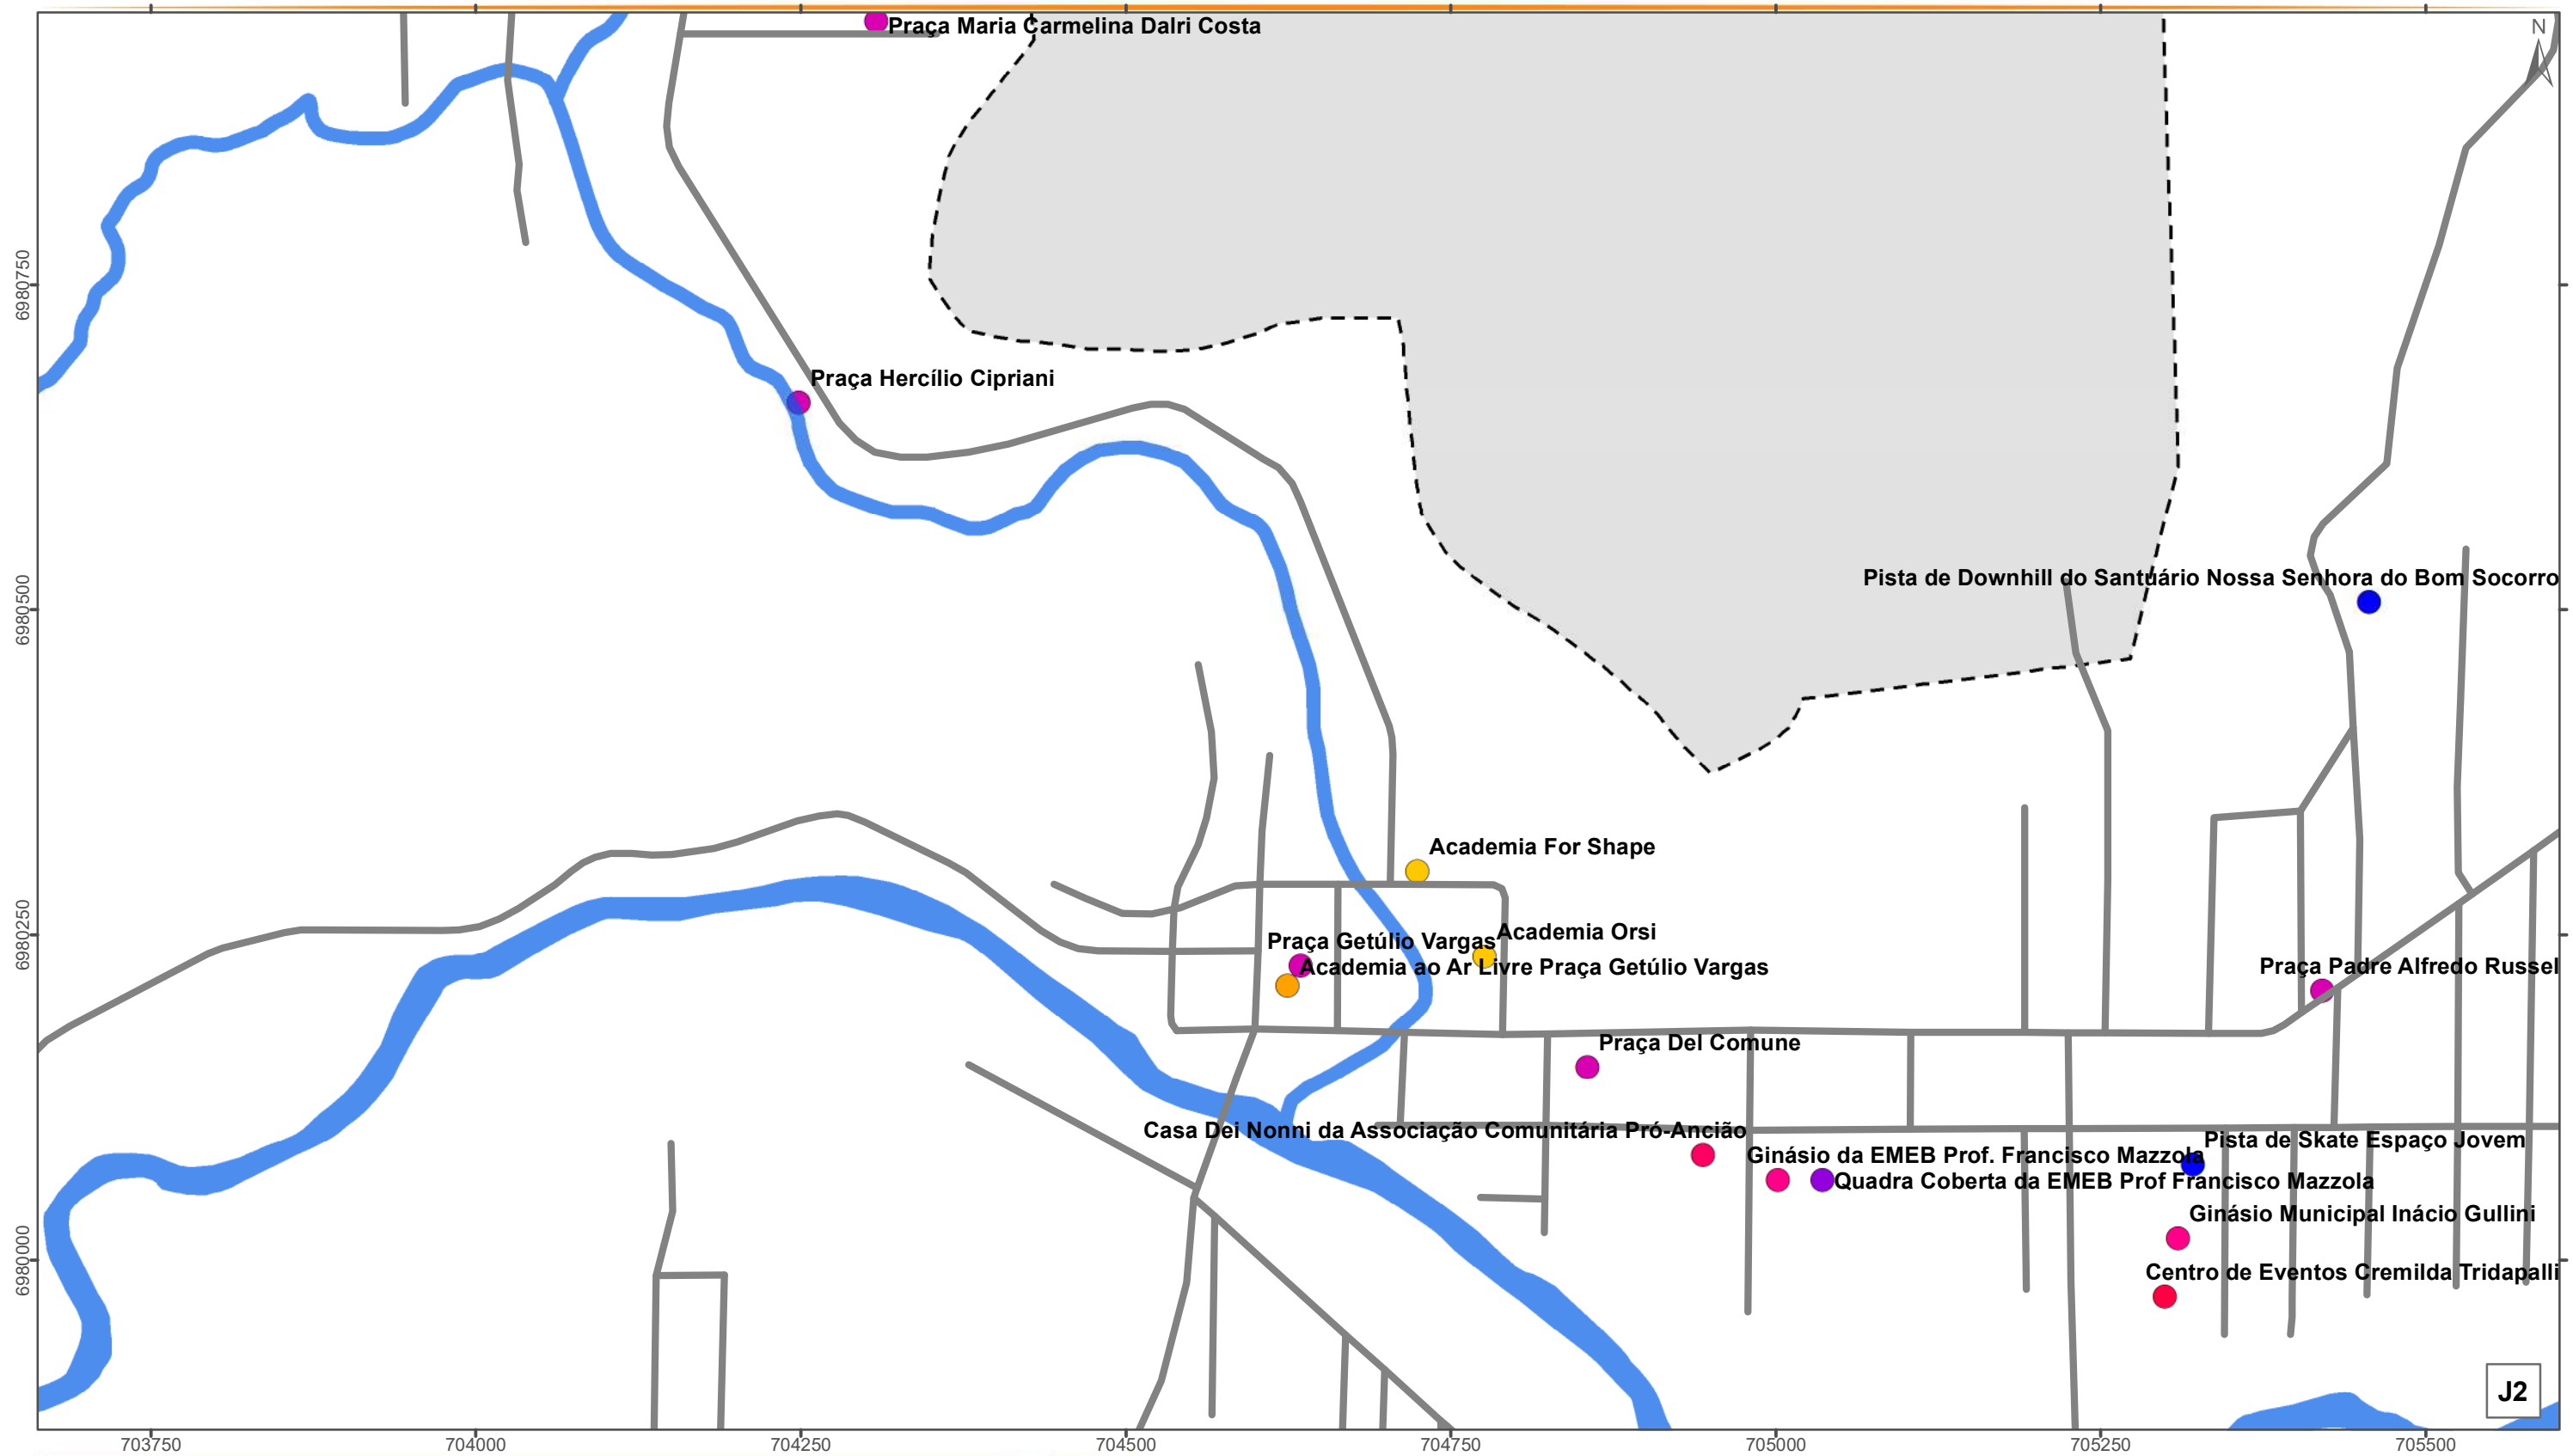 N
Praça Maria Carmelina Dalri Costa
6980750
Praça Hercílio Cipriani
6980500
Pista de Downhill do Santuário Nossa Senhora do Bom Socorro
Academia For Shape
6980250
Academia Orsi
Praça Getúlio Vargas
Academia ao Ar Livre Praça Getúlio Vargas
Praça Padre Alfredo Russel
Praça Del Comune
Casa Dei Nonni da Associação Comunitária Pró-Ancião
Pista de Skate Espaço Jovem
Ginásio da EMEB Prof. Francisco Mazzola
Quadra Coberta da EMEB Prof Francisco Mazzola
Ginásio Municipal Inácio Gullini
6980000
Centro de Eventos Cremilda Tridapalli
J2
703750 704000 704250 704500 704750 705000 705250 705500